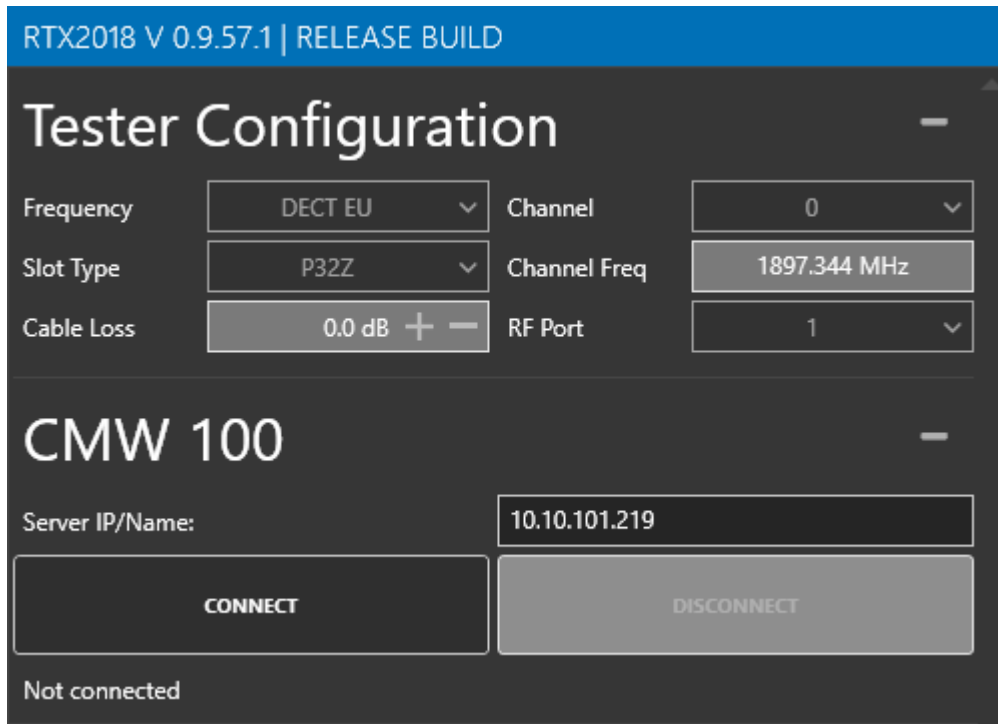 RTX2018 V 0.9.57.1 | RELEASE BUILD
Tester Configuration
Frequency DECT EU Channel 0
Slot Type P32Z Channel Freq 1897.344 MHz
Cable Loss 0.0 dB RF Port 1
CMW 100
Server IP/Name: 10.10.101.219
CONNECT DISCONNECT
Not connected